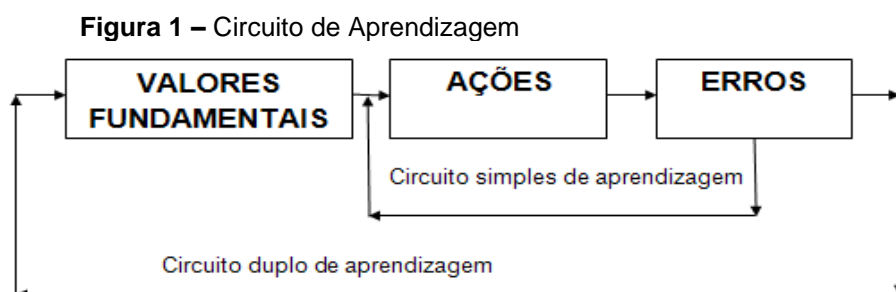 Figura 1 – Circuito de Aprendizagem
VALORES
FUNDAMENTAIS
AÇÕES
ERROS
Circuito simples de aprendizagem
Circuito duplo de aprendizagem